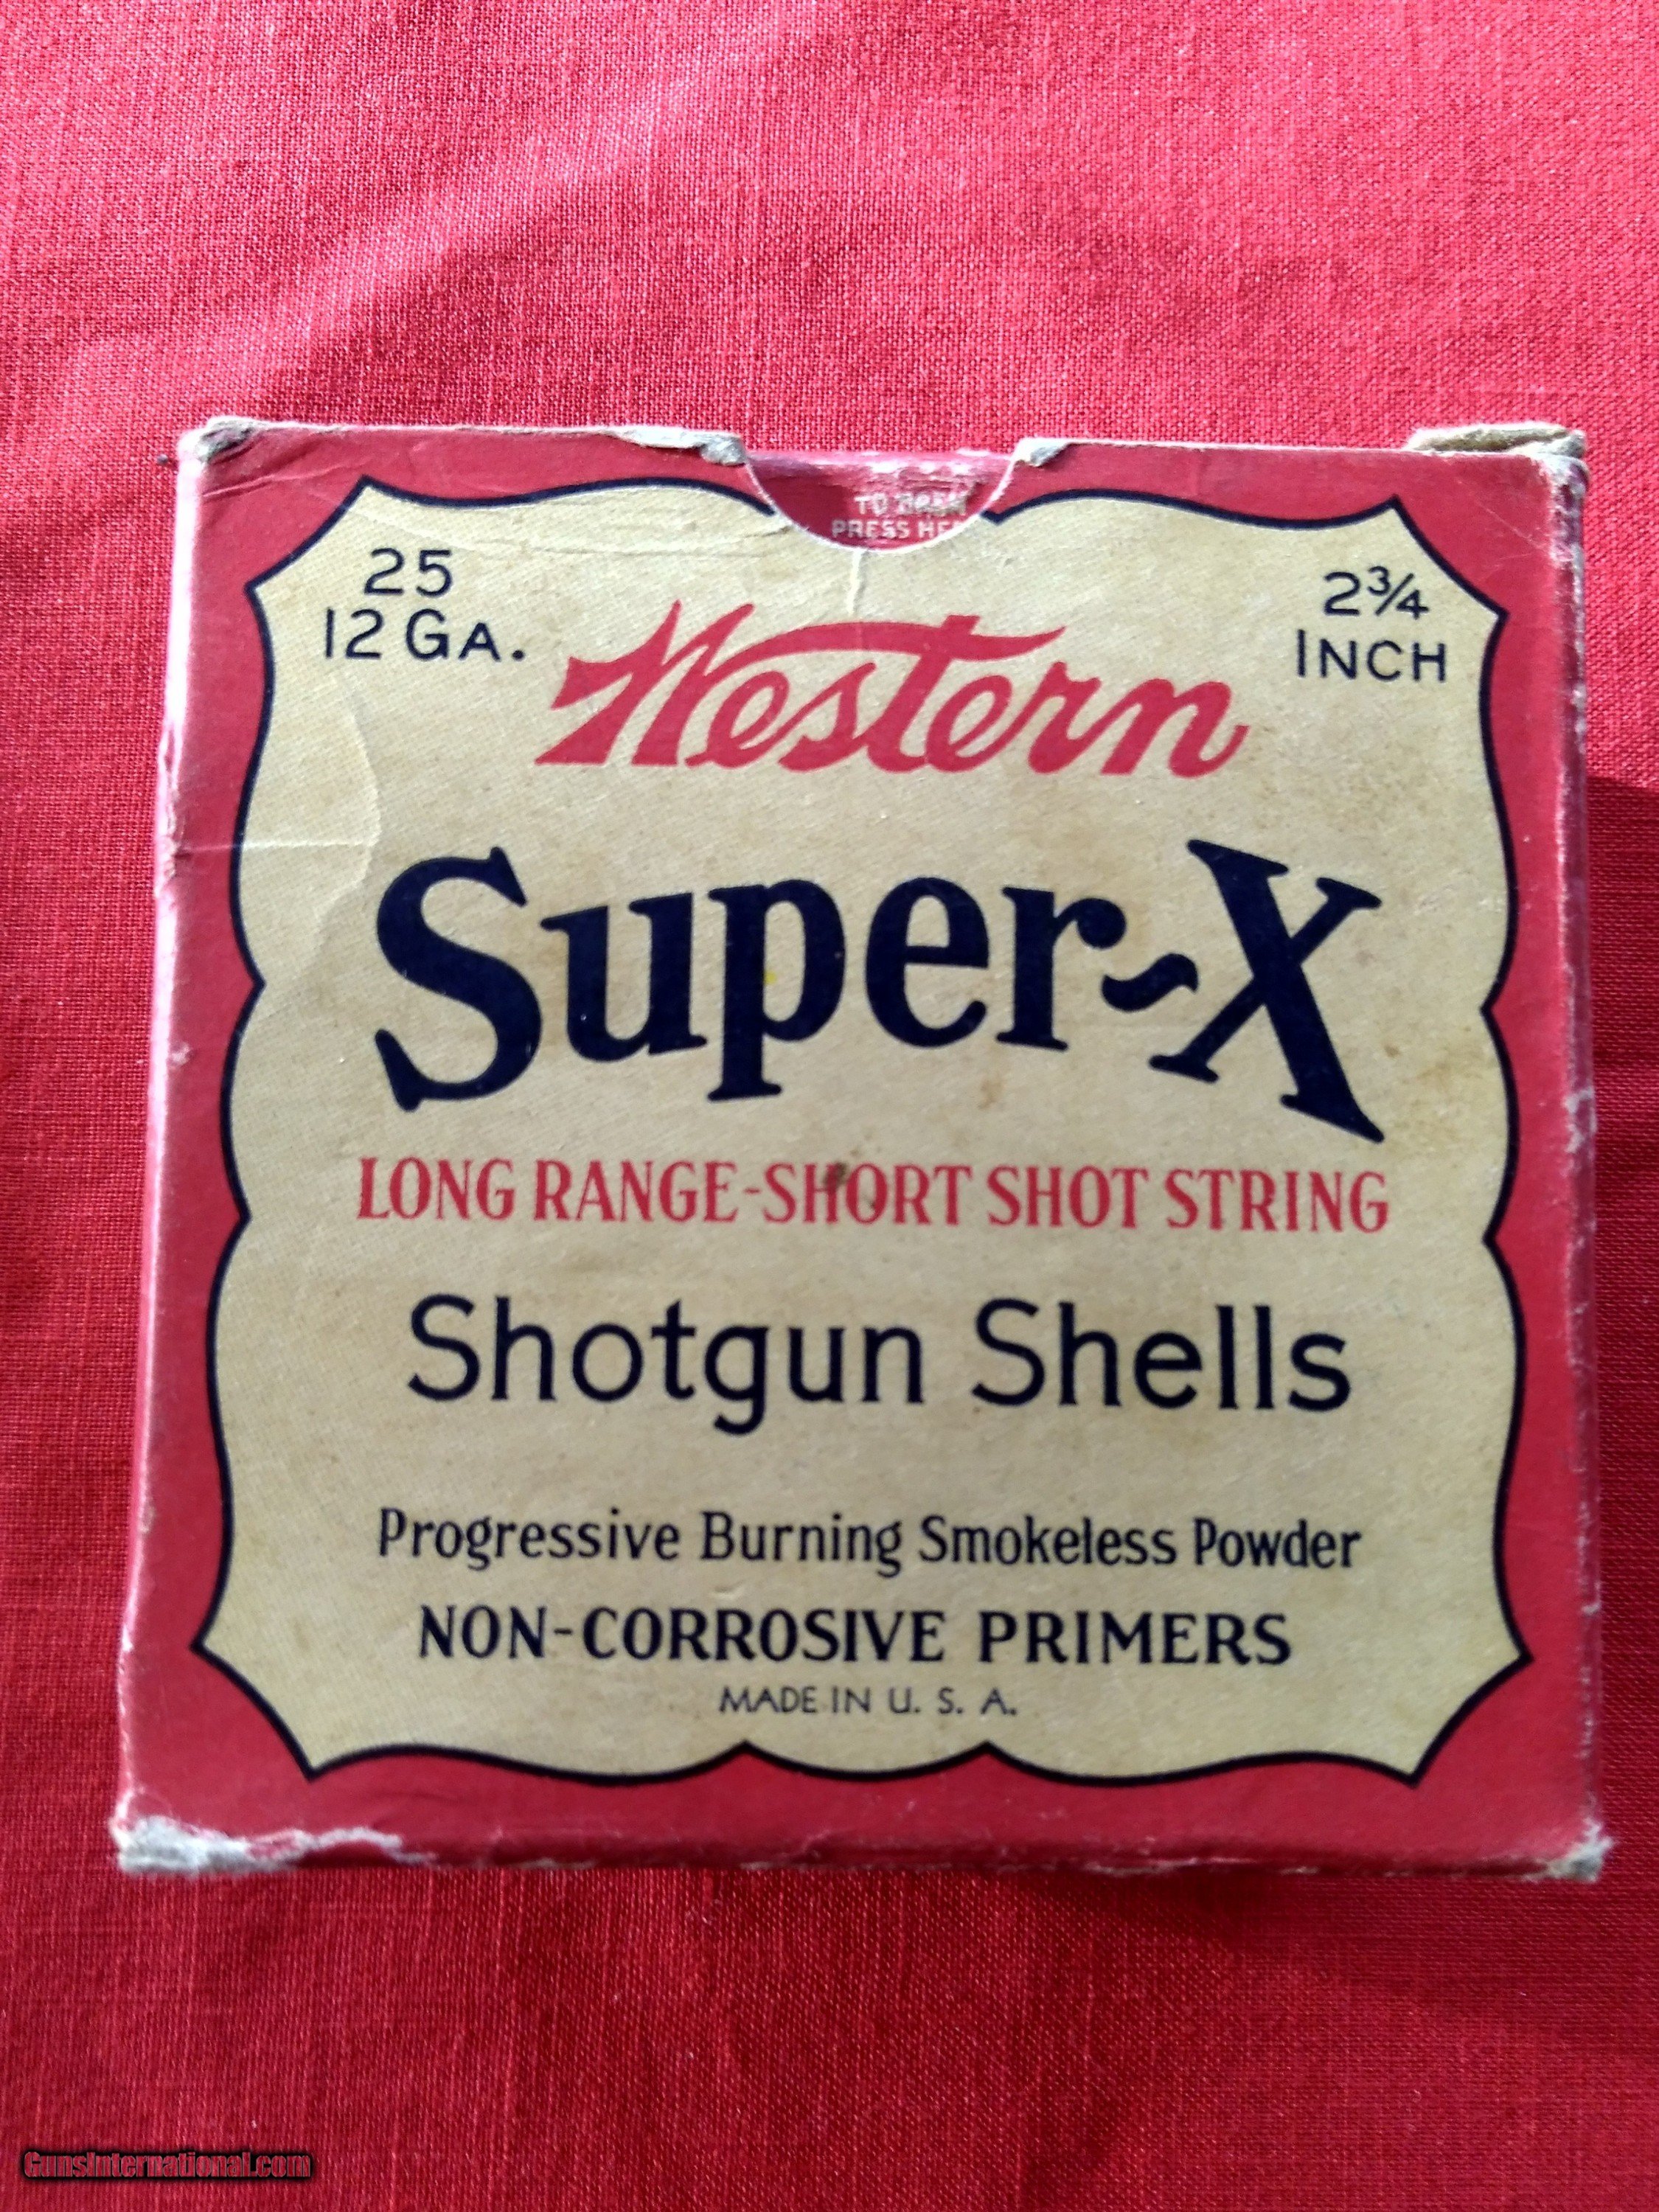 TO OPEN
PRESS
25
12 GA.
2¾
INCH
Western
Super-X
LONG RANGE-SHORT SHOT STRING
Shotgun Shells
Progressive Burning Smokeless Powder
NON-CORROSIVE PRIMERS
MADE IN U. S. A.
GunsInternational.com